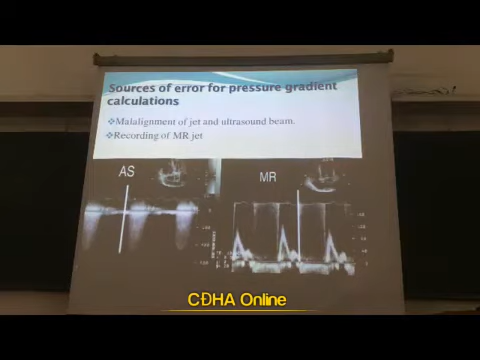 Sources of error for pressure gradient
calculations
❖Malalignment of jet and ultrasound beam.
❖Recording of MR jet
AS
MR
CĐHA Online